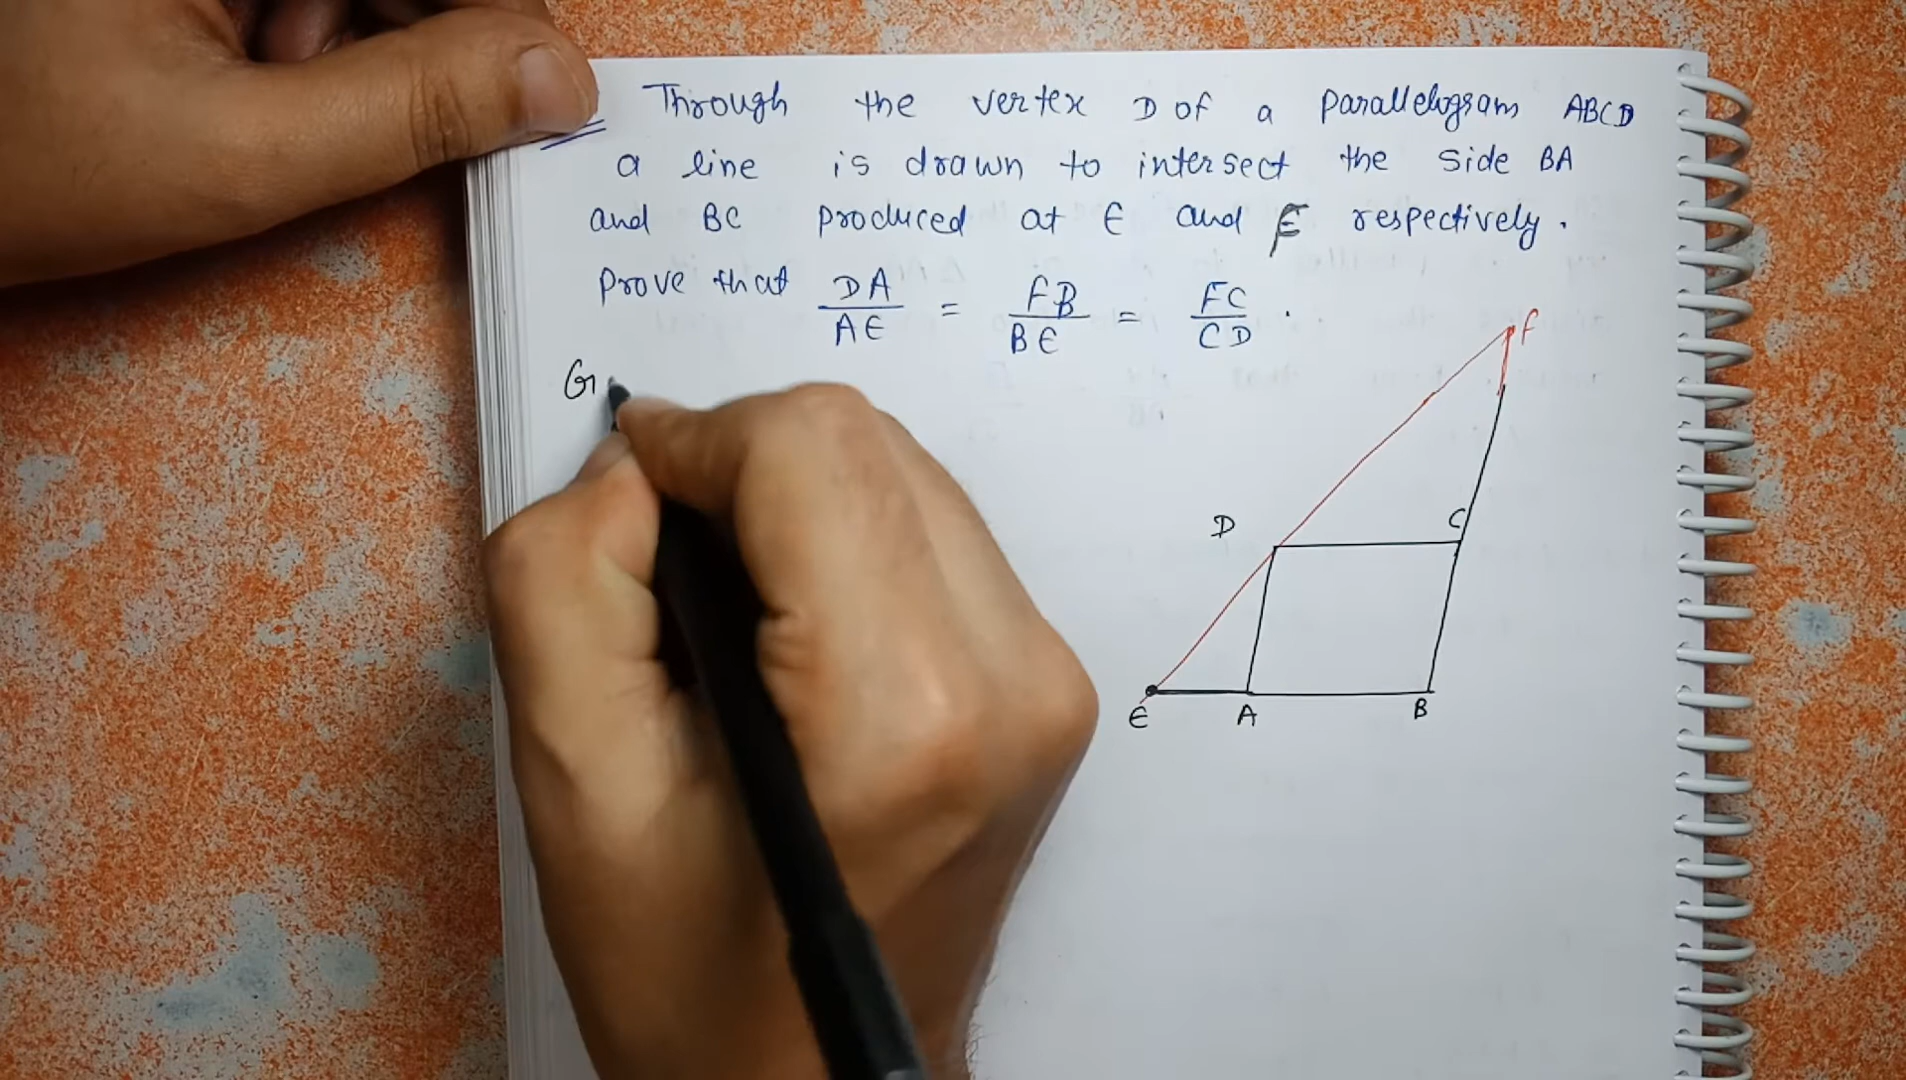 Through the vertex D of a parallelogram ABCD
a line is drawn to intersect the side BA
and BC produced at E and F respectively.
Prove that DA/AE = FB/BE = FC/CD .
F
D C
E A B